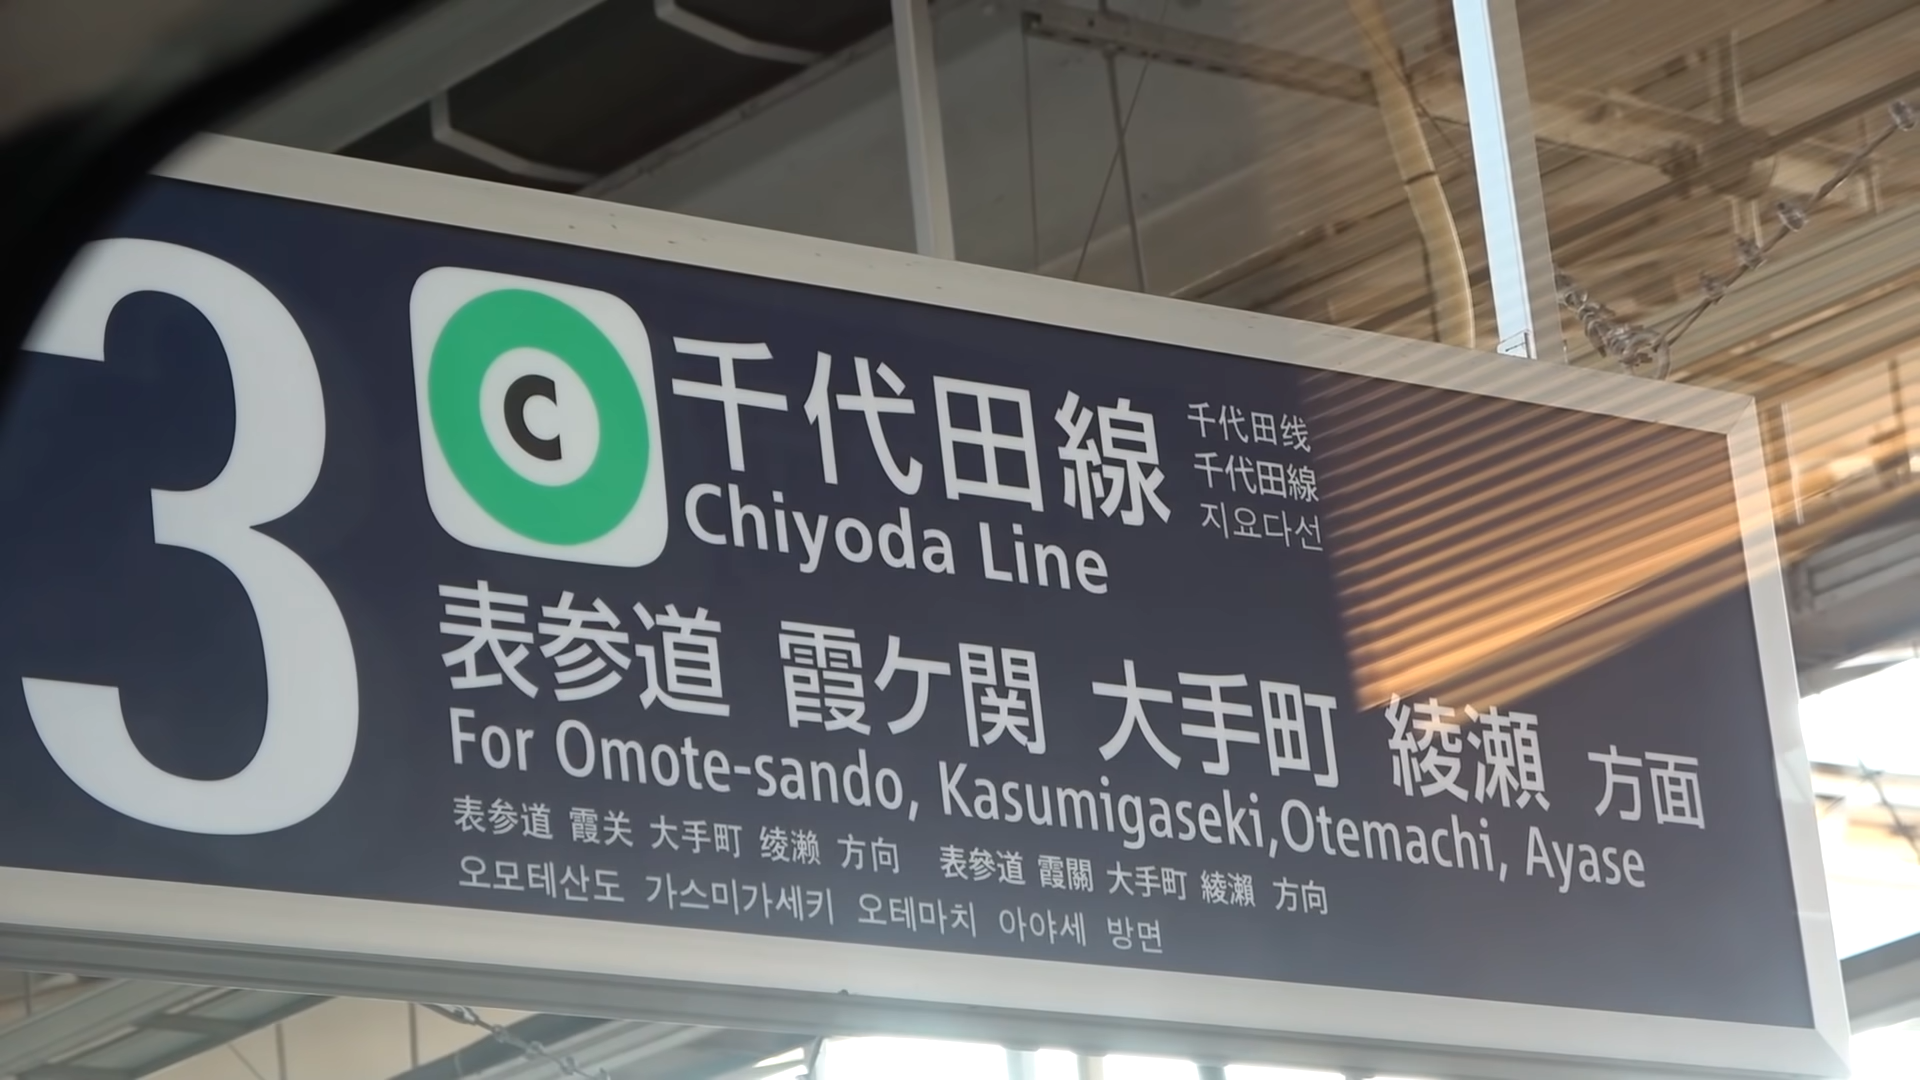 3
C
千代田線
Chiyoda Line
千代田线
千代田線
지요다선
表参道 霞ケ関 大手町 綾瀬 方面
For Omote-sando, Kasumigaseki,Otemachi, Ayase
表参道 霞关 大手町 绫濑 方向 表參道 霞關 大手町 綾瀨 方向
오모테산도 가스미가세키 오테마치 아야세 방면